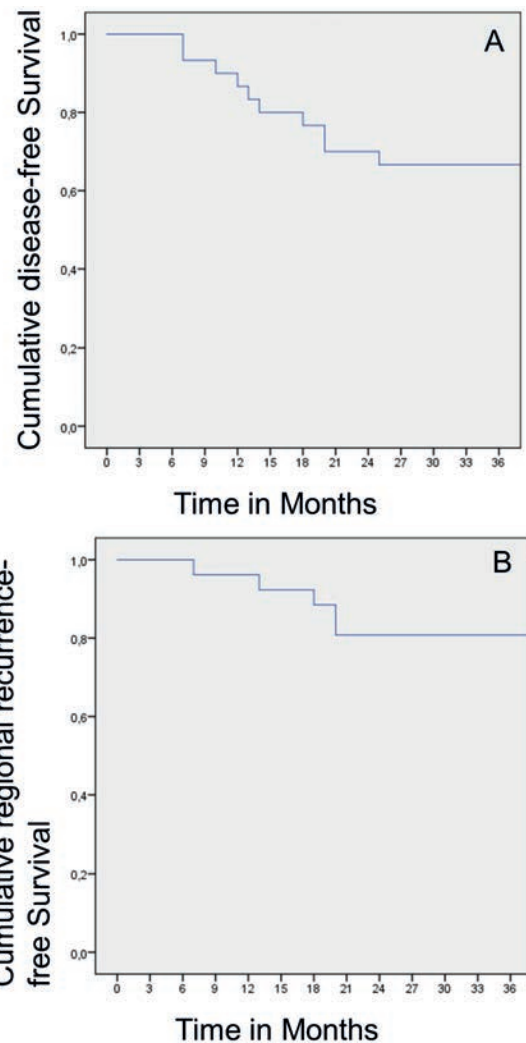 A
Cumulative disease-free Survival
1,0
0,8
0,6
0,4
0,2
0,0
0 3 6 9 12 15 18 21 24 27 30 33 36
Time in Months
B
Cumulative regional recurrence-
free Survival
1,0
0,8
0,6
0,4
0,2
0,0
0 3 6 9 12 15 18 21 24 27 30 33 36
Time in Months